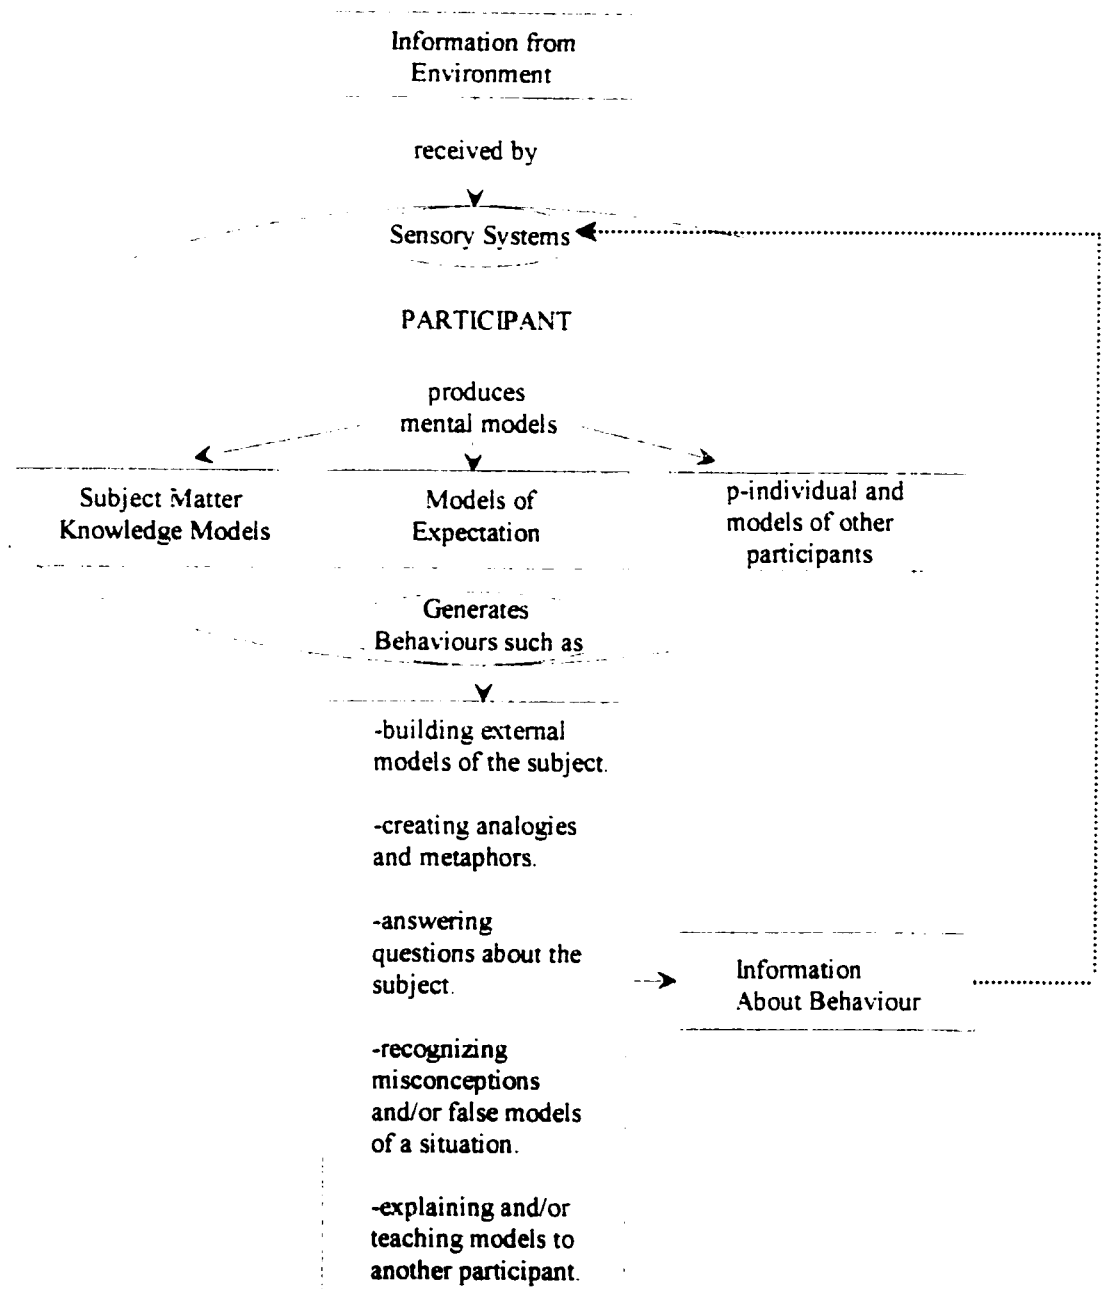 Information from
Environment
received by
Sensory Systems
PARTICIPANT
produces
mental models
Subject Matter
Knowledge Models
Models of
Expectation
p-individual and
models of other
participants
Generates
Behaviours such as
-building external
models of the subject.
-creating analogies
and metaphors.
-answering
questions about the
subject.
-recognizing
misconceptions
and/or false models
of a situation.
-explaining and/or
teaching models to
another participant.
Information
About Behaviour